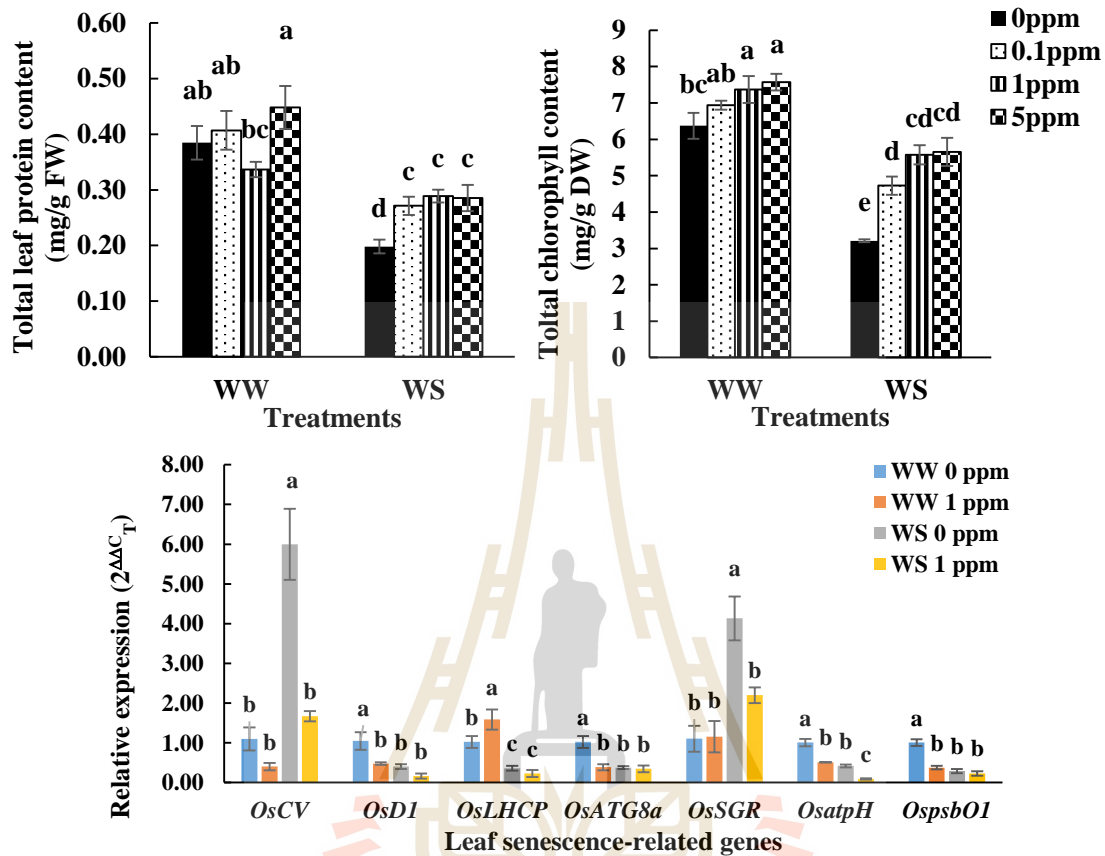 Toltal leaf protein content
(mg/g FW)
0.60
0.50
0.40
0.30
0.20
0.10
0.00
ab
ab
bc
a
d
c
c
c
WW
WS
Treatments
Toltal chlorophyll content
(mg/g DW)
9
8
7
6
5
4
3
2
1
0
bc
ab
a
a
e
d
cd
cd
WW
WS
Treatments
0ppm
0.1ppm
1ppm
5ppm
Relative expression (2ΔΔCT)
8.00
7.00
6.00
5.00
4.00
3.00
2.00
1.00
0.00
b
b
a
b
a
b
b
b
b
a
c
c
a
b
b
b
b
b
a
b
a
b
b
c
a
b
b
b
WW 0 ppm
WW 1 ppm
WS 0 ppm
WS 1 ppm
OsCV OsD1 OsLHCP OsATG8a OsSGR OsatpH OspsbO1
Leaf senescence-related genes